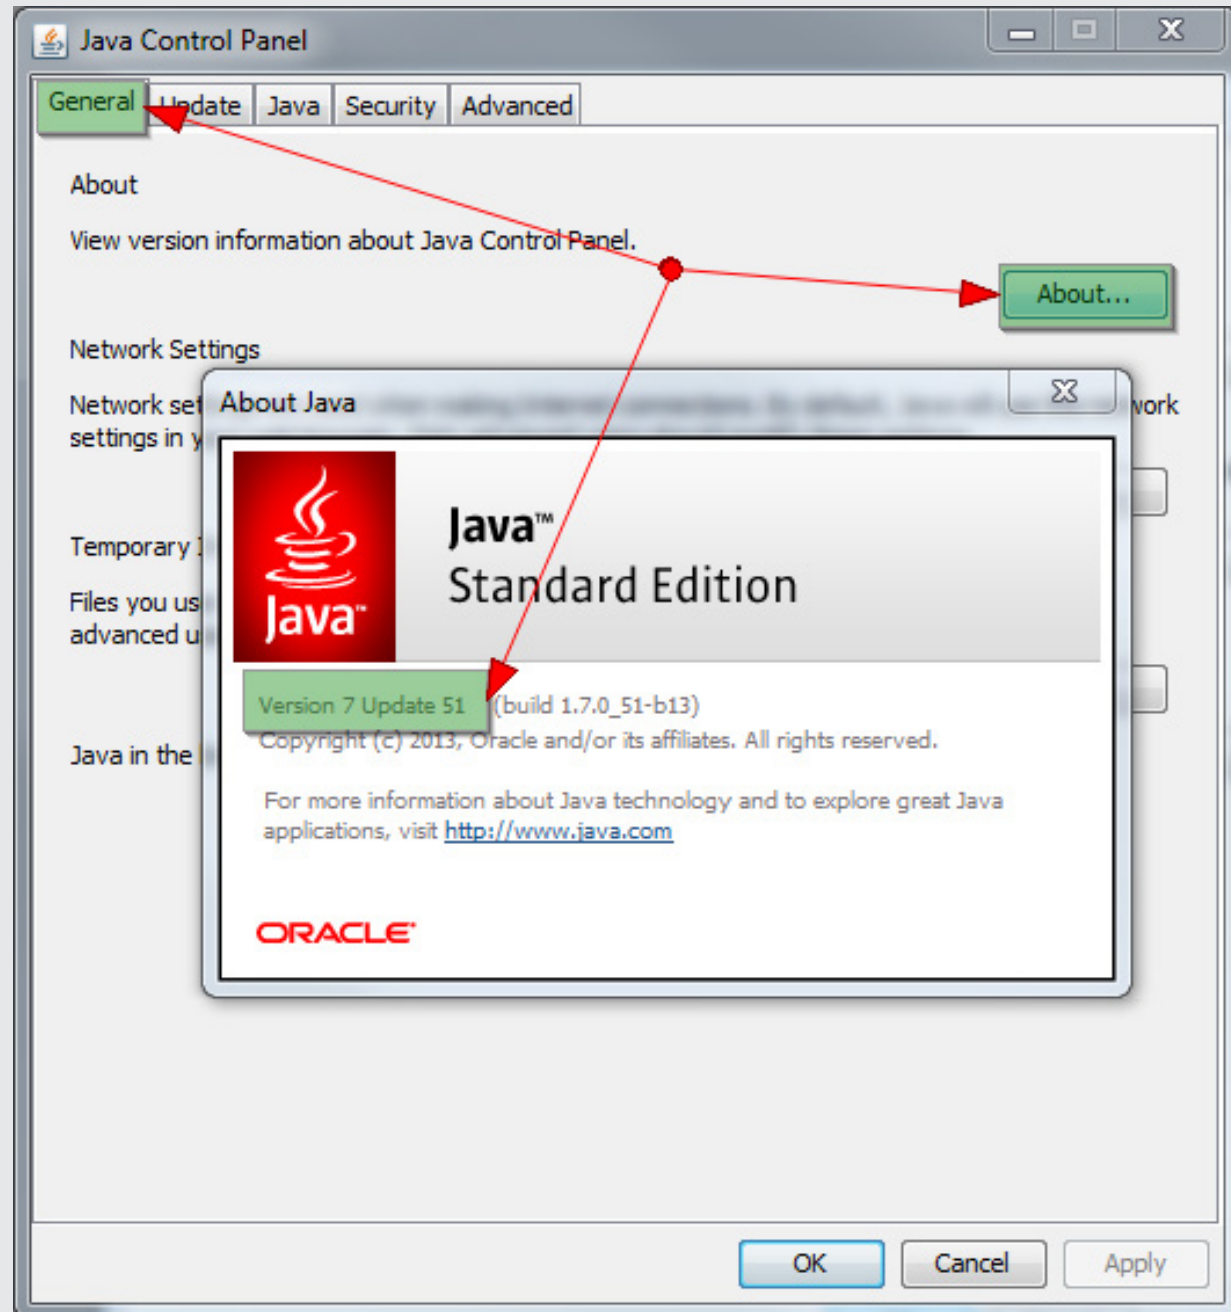 Java Control Panel
General Update Java Security Advanced
About
View version information about Java Control Panel.
About...
Network Settings
Network set
work
settings in y
About Java
Java™
Standard Edition
Java™
Temporary
Files you us
advanced u
Version 7 Update 51 (build 1.7.0_51-b13)
Copyright (c) 2013, Oracle and/or its affiliates. All rights reserved.
Java in the
For more information about Java technology and to explore great Java
applications, visit http://www.java.com
ORACLE
OK Cancel Apply